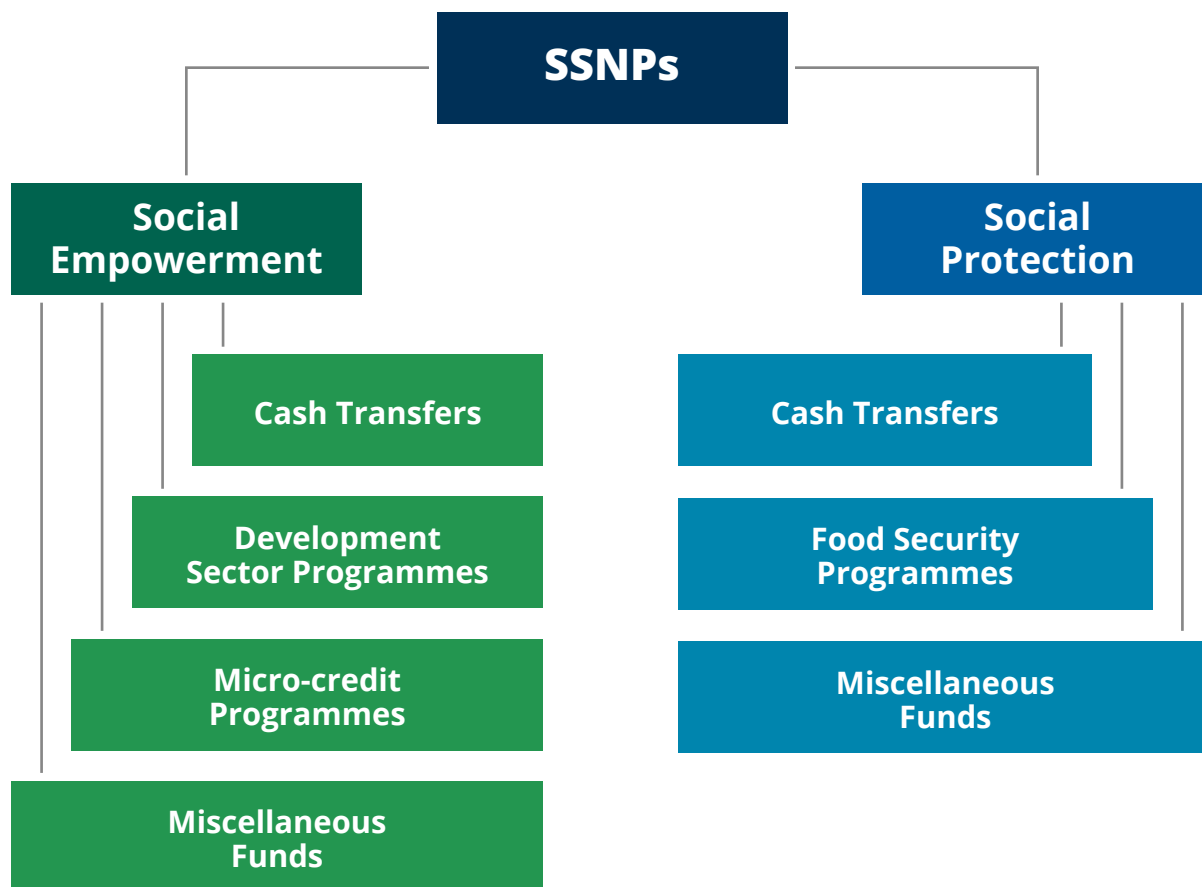 SSNPs
Social
Empowerment
Cash Transfers
Development
Sector Programmes
Micro-credit
Programmes
Miscellaneous
Funds
Social
Protection
Cash Transfers
Food Security
Programmes
Miscellaneous
Funds